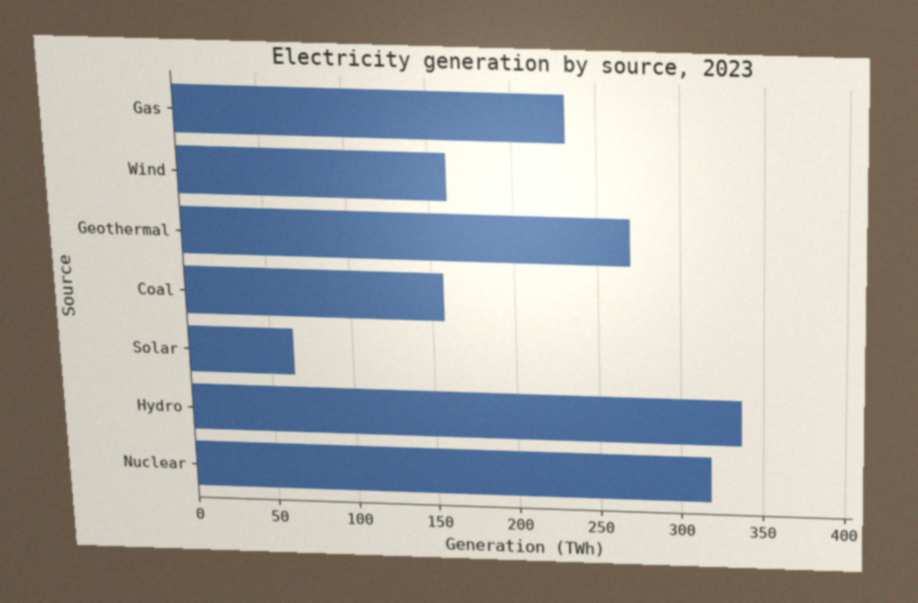 Electricity generation by source, 2023
Gas
Wind
Geothermal
Coal
Solar
Hydro
Nuclear
Source
0 50 100 150 200 250 300 350 400
Generation (TWh)